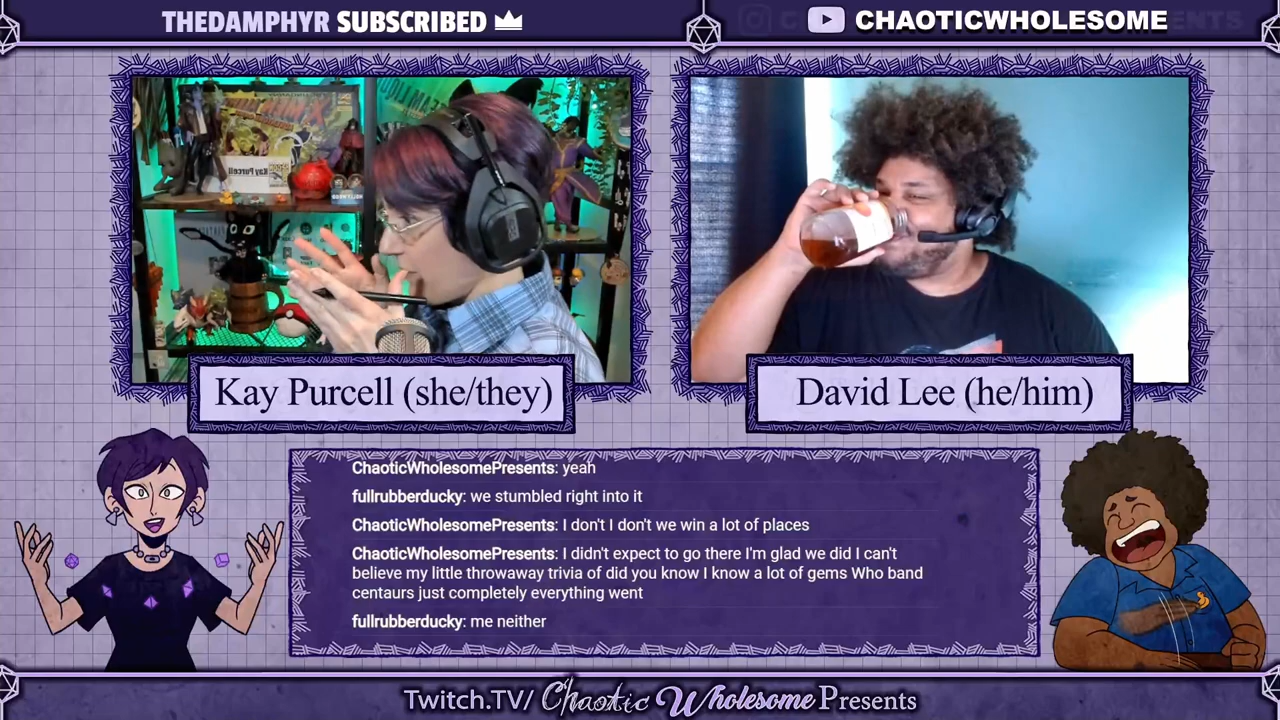 THEDAMPHYR SUBSCRIBED
CHAOTICWHOLESOME
Kay Purcell
Kay Purcell (she/they)
David Lee (he/him)
ChaoticWholesomePresents: yeah
fullrubberducky: we stumbled right into it
ChaoticWholesomePresents: I don't I don't we win a lot of places
ChaoticWholesomePresents: I didn't expect to go there I'm glad we did I can't
believe my little throwaway trivia of did you know I know a lot of gems Who band
centaurs just completely everything went
fullrubberducky: me neither
Twitch.TV/ Chaotic Wholesome Presents